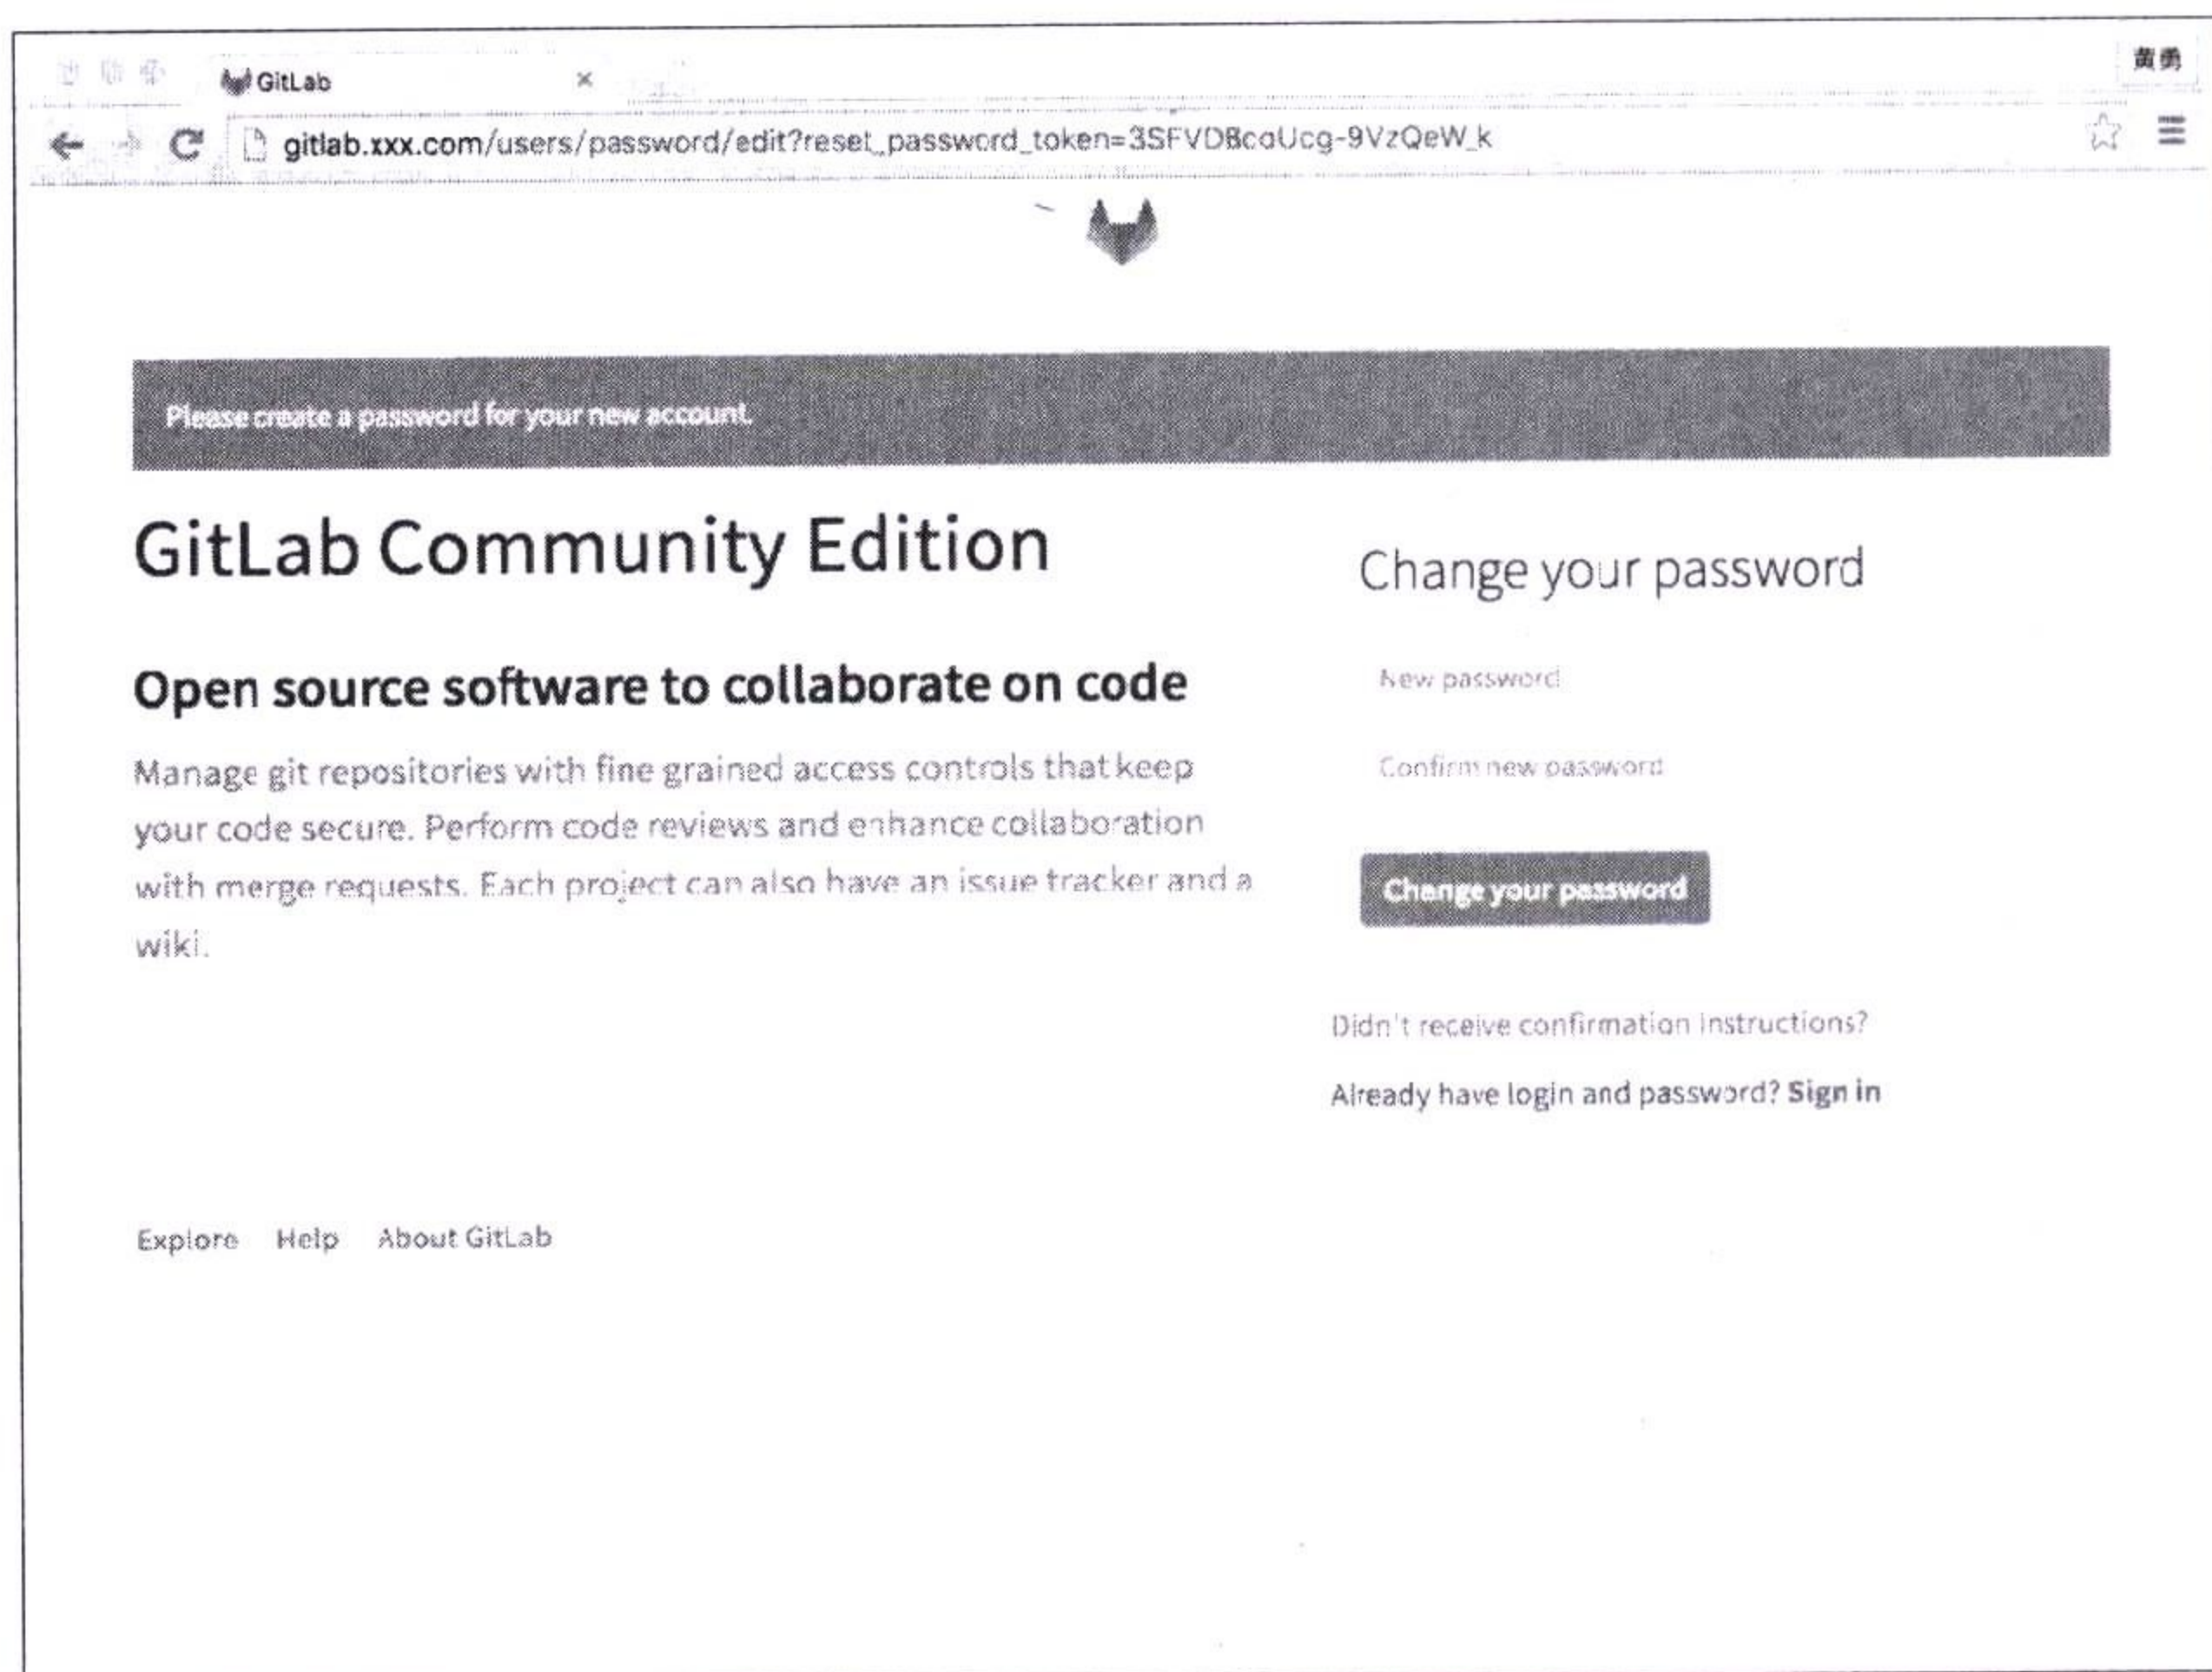 GitLab
黄勇
gitlab.xxx.com/users/password/edit?reset_password_token=3SFVDBcaUcg-9VzQeW_k
Please create a password for your new account.
GitLab Community Edition
Open source software to collaborate on code
Manage git repositories with fine grained access controls that keep
your code secure. Perform code reviews and enhance collaboration
with merge requests. Each project can also have an issue tracker and a
wiki.
Change your password
New password
Confirm new password
Change your password
Didn't receive confirmation instructions?
Already have login and password? Sign in
Explore Help About GitLab